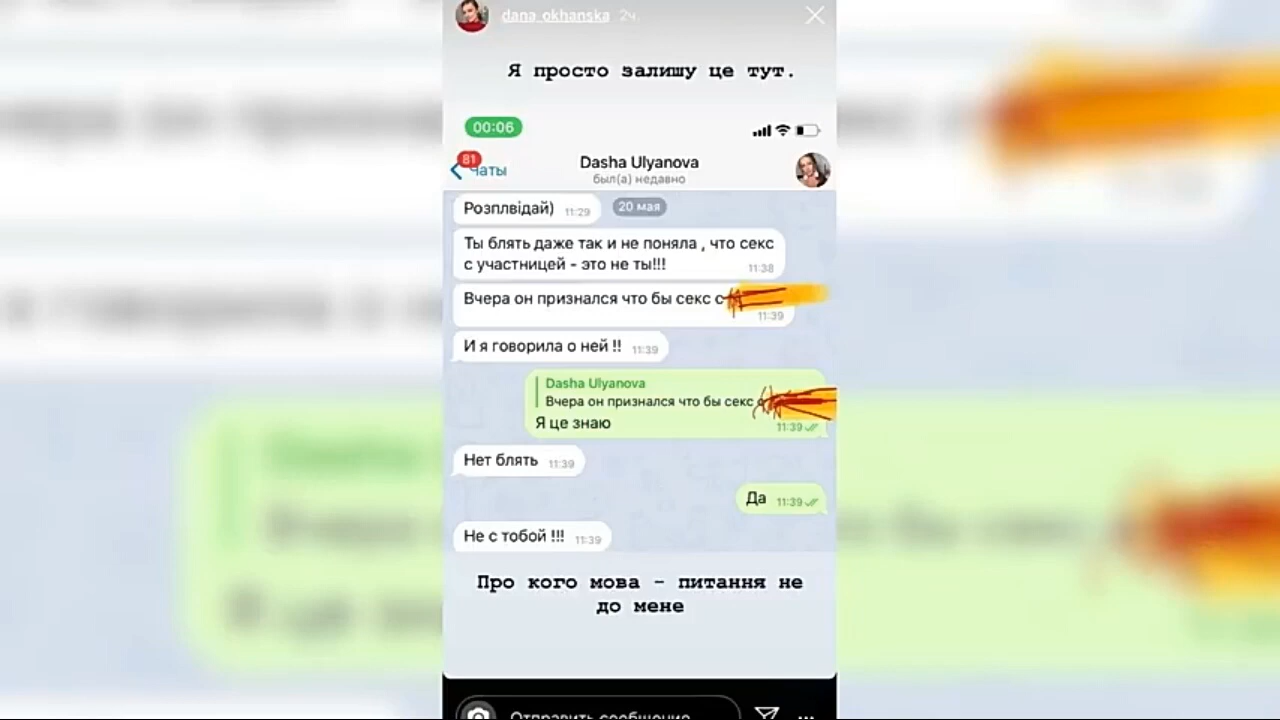 dana_okhanska 2ч.
Я просто залишу це тут.
00:06
81
Чаты
Dasha Ulyanova
был(а) недавно
Розплвідай) 11:29
20 мая
Ты блять даже так и не поняла , что секс
с участницей - это не ты!!!
11:38
Вчера он признался что бы секс с
11:39
И я говорила о ней !! 11:39
Dasha Ulyanova
Вчера он признался что бы секс с
Я це знаю
11:39
Нет блять 11:39
Да 11:39
Не с тобой !!! 11:39
Про кого мова – питання не
до мене
Отправить сообщение